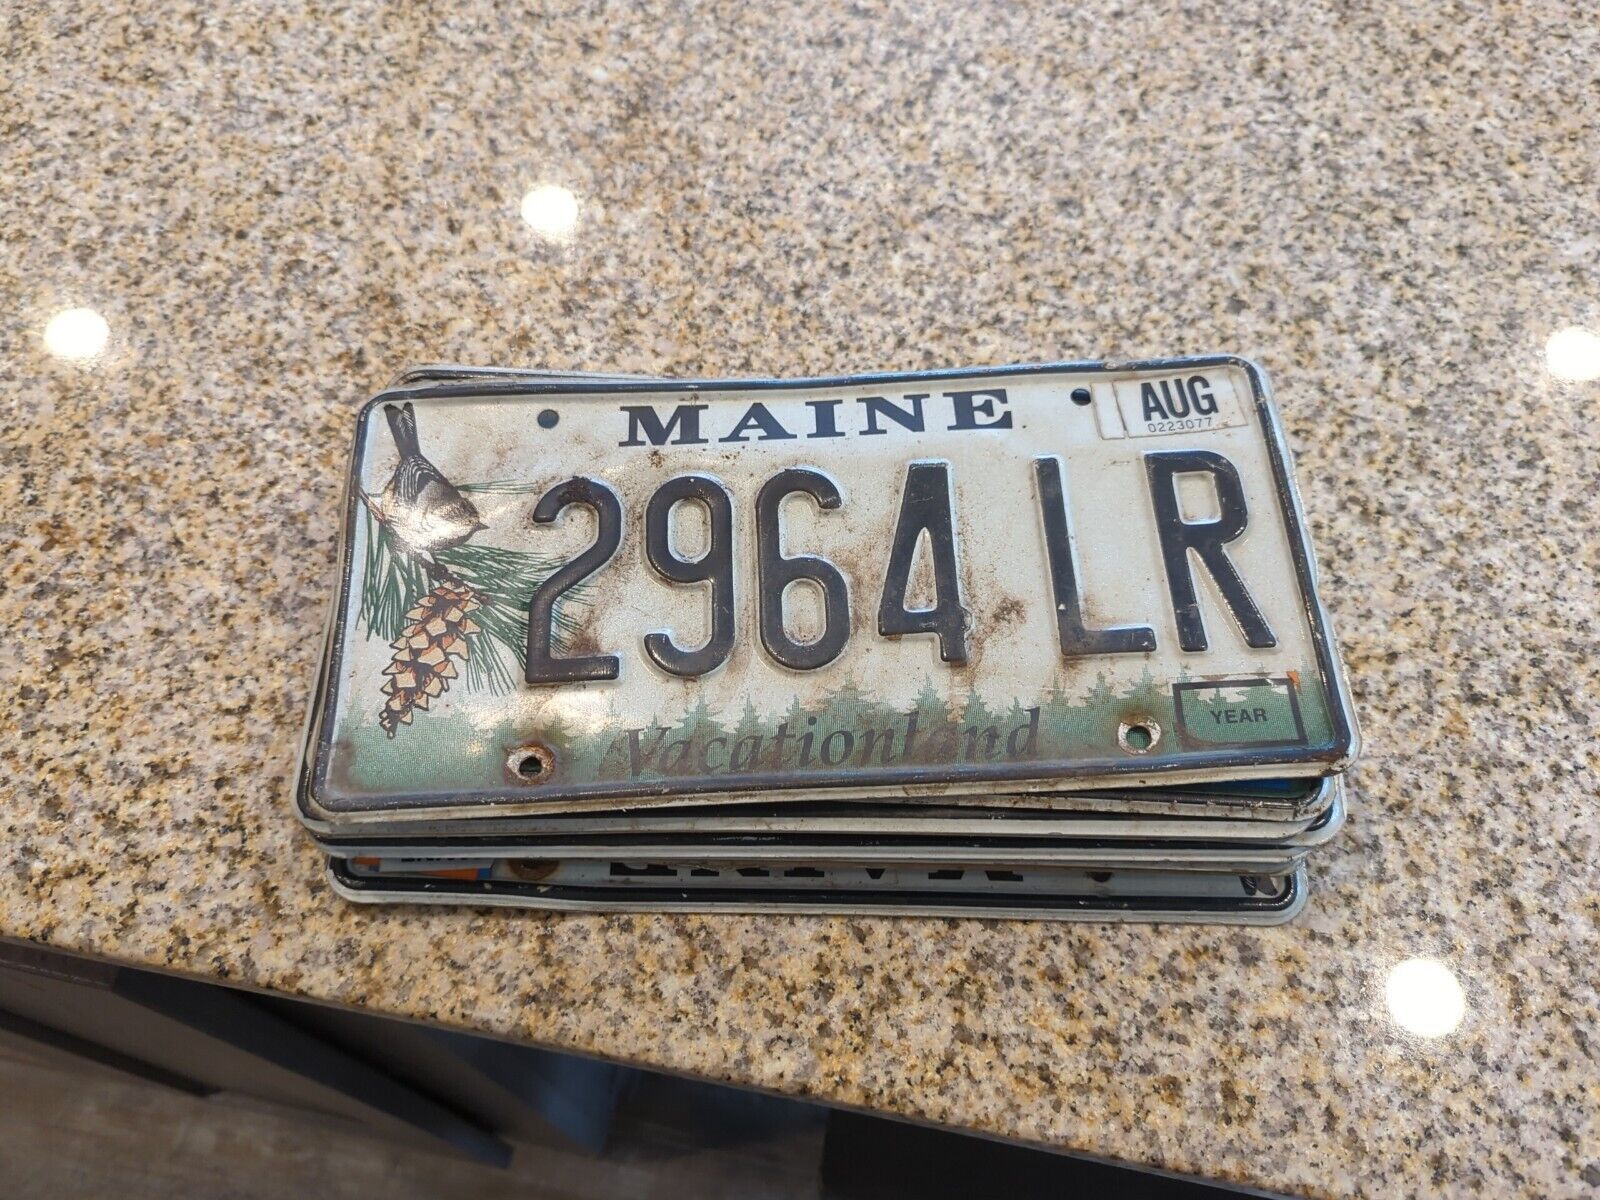 MAINE
AUG
0223077
2964 LR
YEAR
Vacationland